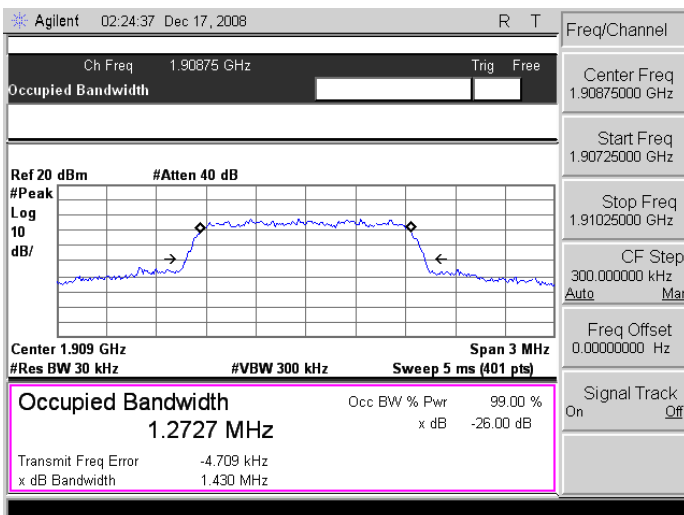 Agilent 02:24:37 Dec 17, 2008 R T
Freq/Channel
Ch Freq 1.90875 GHz Trig Free
Occupied Bandwidth
Center Freq
1.90875000 GHz
Start Freq
1.90725000 GHz
Stop Freq
1.91025000 GHz
CF Step
300.000000 kHz
Auto Man
Freq Offset
0.00000000 Hz
Signal Track
On Off
Ref 20 dBm #Atten 40 dB
#Peak
Log
10
dB/
Center 1.909 GHz Span 3 MHz
#Res BW 30 kHz #VBW 300 kHz Sweep 5 ms (401 pts)
Occupied Bandwidth
1.2727 MHz
Occ BW % Pwr 99.00 %
x dB -26.00 dB
Transmit Freq Error -4.709 kHz
x dB Bandwidth 1.430 MHz